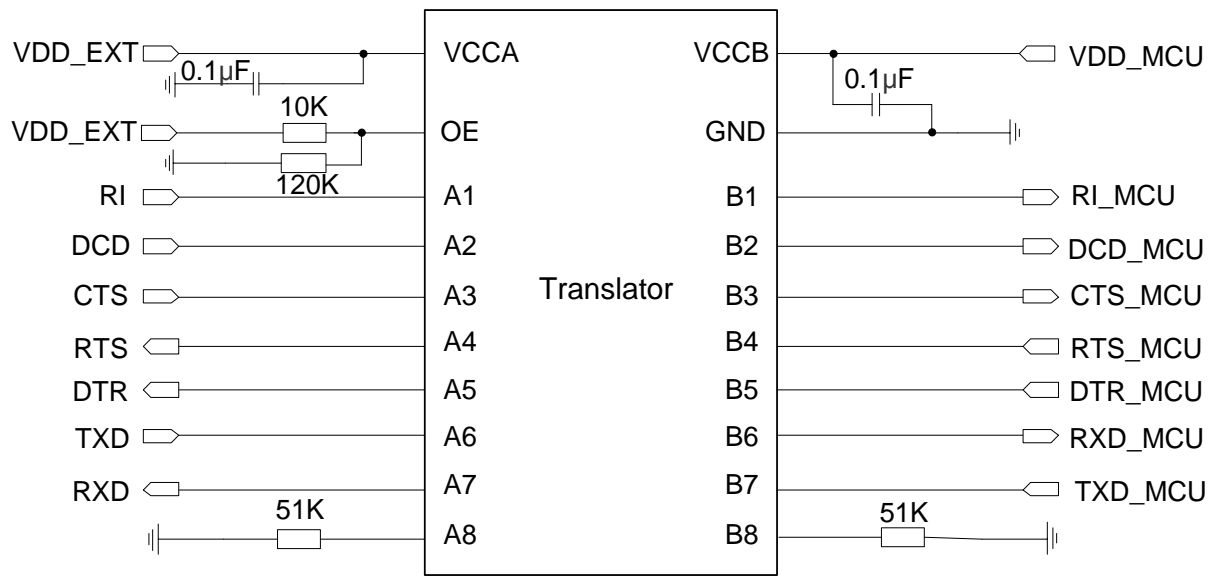 VDD_EXT VCCA VCCB VDD_MCU
0.1µF 0.1µF
10K
VDD_EXT OE GND
120K
RI A1 B1 RI_MCU
DCD A2 B2 DCD_MCU
CTS A3 Translator B3 CTS_MCU
RTS A4 B4 RTS_MCU
DTR A5 B5 DTR_MCU
TXD A6 B6 RXD_MCU
RXD A7 B7 TXD_MCU
51K 51K
A8 B8